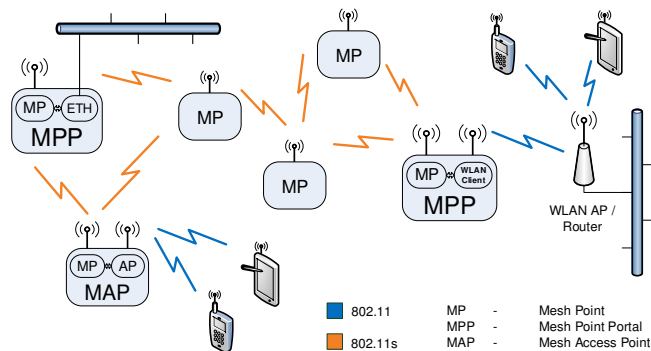 MP
MP ETH
MPP
MP
MP
MP WLAN Client
MPP
WLAN AP /
Router
MP AP
MAP
802.11 MP - Mesh Point
MPP - Mesh Point Portal
802.11s MAP - Mesh Access Point